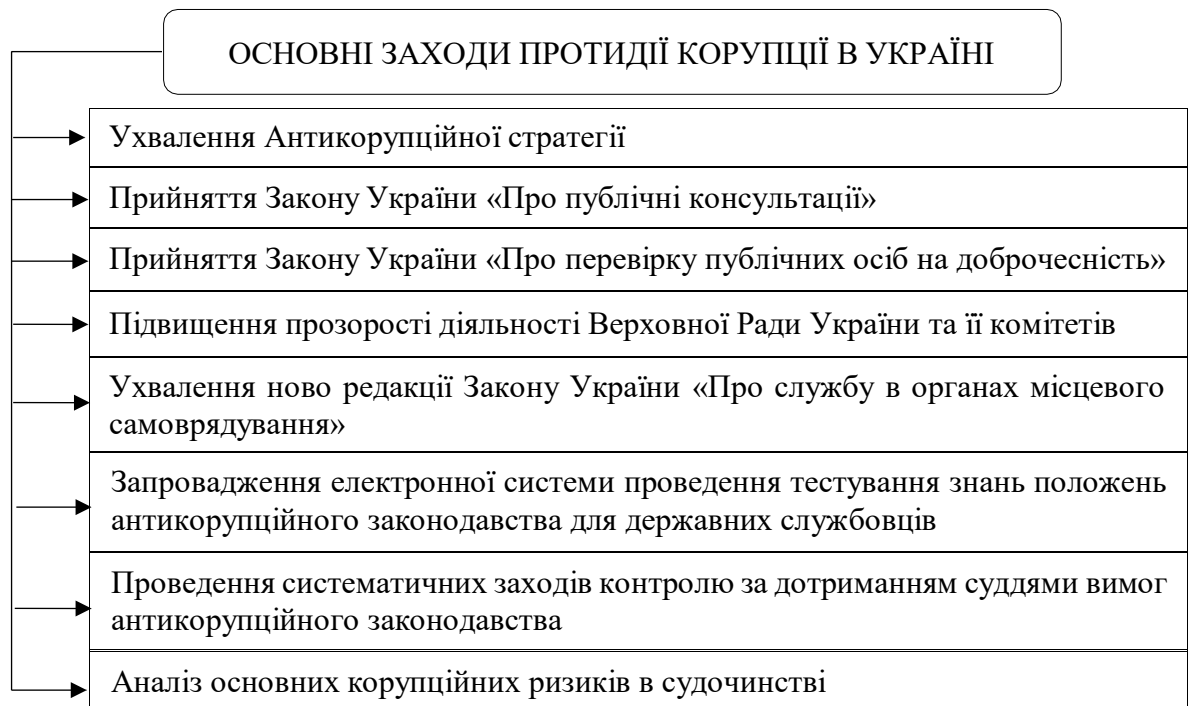 ОСНОВНІ ЗАХОДИ ПРОТИДІЇ КОРУПЦІЇ В УКРАЇНІ
Ухвалення Антикорупційної стратегії
Прийняття Закону України «Про публічні консультації»
Прийняття Закону України «Про перевірку публічних осіб на доброчесність»
Підвищення прозорості діяльності Верховної Ради України та її комітетів
Ухвалення ново редакції Закону України «Про службу в органах місцевого
самоврядування»
Запровадження електронної системи проведення тестування знань положень
антикорупційного законодавства для державних службовців
Проведення систематичних заходів контролю за дотриманням суддями вимог
антикорупційного законодавства
Аналіз основних корупційних ризиків в судочинстві